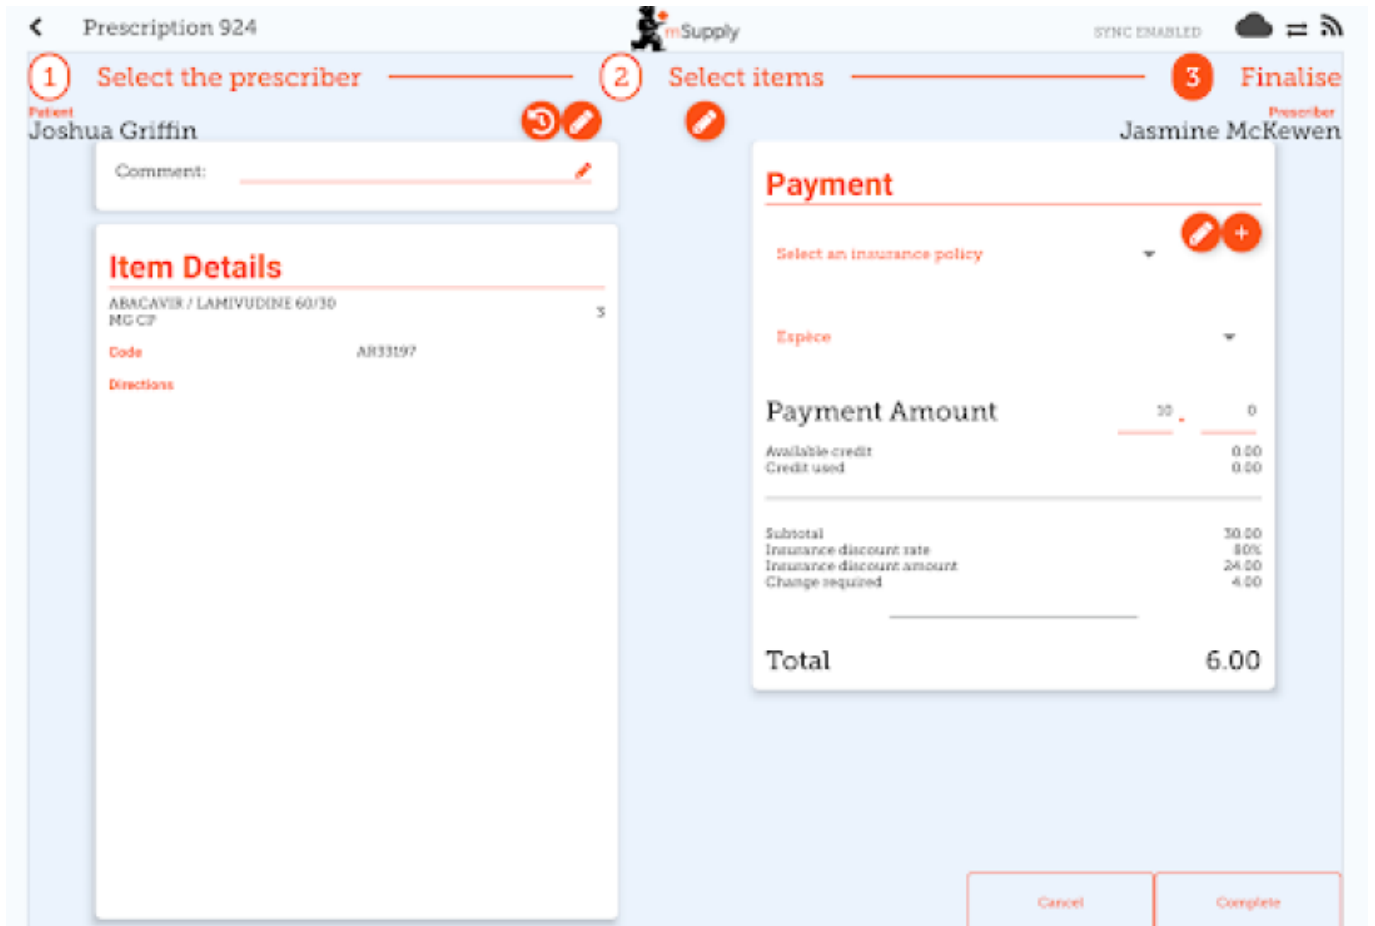 Prescription 924
mSupply
SYNC ENABLED
1 Select the prescriber
2 Select items
3 Finalise
Patient
Joshua Griffin
Prescriber
Jasmine McKewen
Comment:
Item Details
ABACAVIR / LAMIVUDINE 60/30
MG CP
3
Code AR33197
Directions
Payment
Select an insurance policy
Espèce
Payment Amount 10 . 0
Available credit 0.00
Credit used 0.00
Subtotal 30.00
Insurance discount rate 80%
Insurance discount amount 24.00
Change required 4.00
Total 6.00
Cancel
Complete